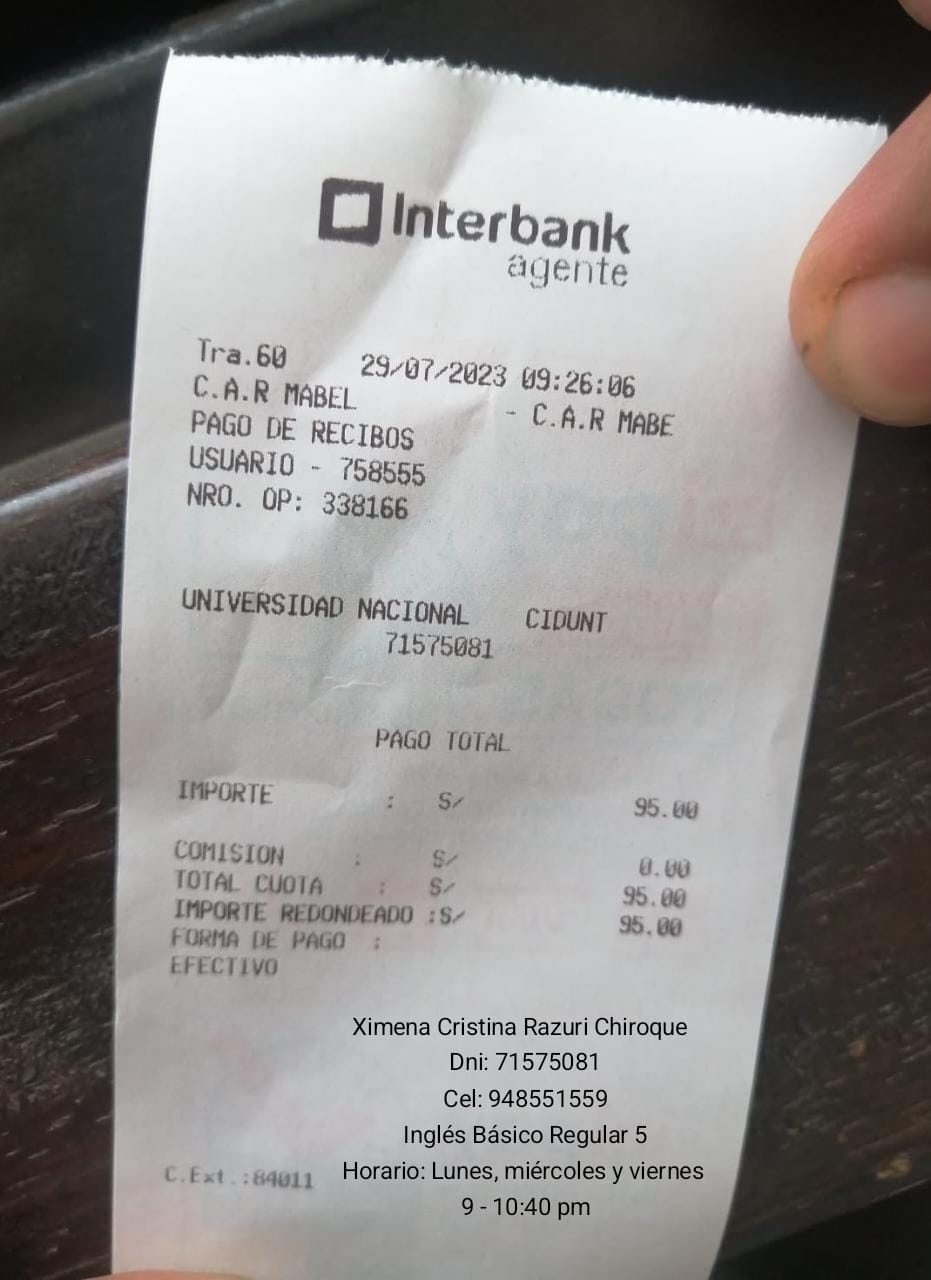 Interbank
agente
Tra.60 29/07/2023 09:26:06
C.A.R MABEL - C.A.R MABE
PAGO DE RECIBOS
USUARIO - 758555
NRO. OP: 338166
UNIVERSIDAD NACIONAL CIDUNT
71575081
PAGO TOTAL
IMPORTE : S/ 95.00
COMISION : S/ 0.00
TOTAL CUOTA : S/ 95.00
IMPORTE REDONDEADO :S/ 95.00
FORMA DE PAGO :
EFECTIVO
Ximena Cristina Razuri Chiroque
Dni: 71575081
Cel: 948551559
Inglés Básico Regular 5
C.Ext.:84011 Horario: Lunes, miércoles y viernes
9 - 10:40 pm